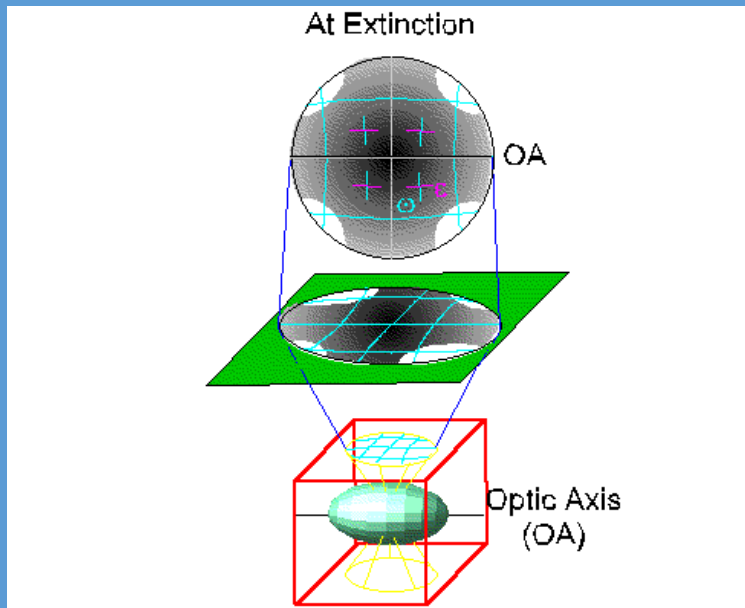 At Extinction
OA
ε
ω
Optic Axis
(OA)